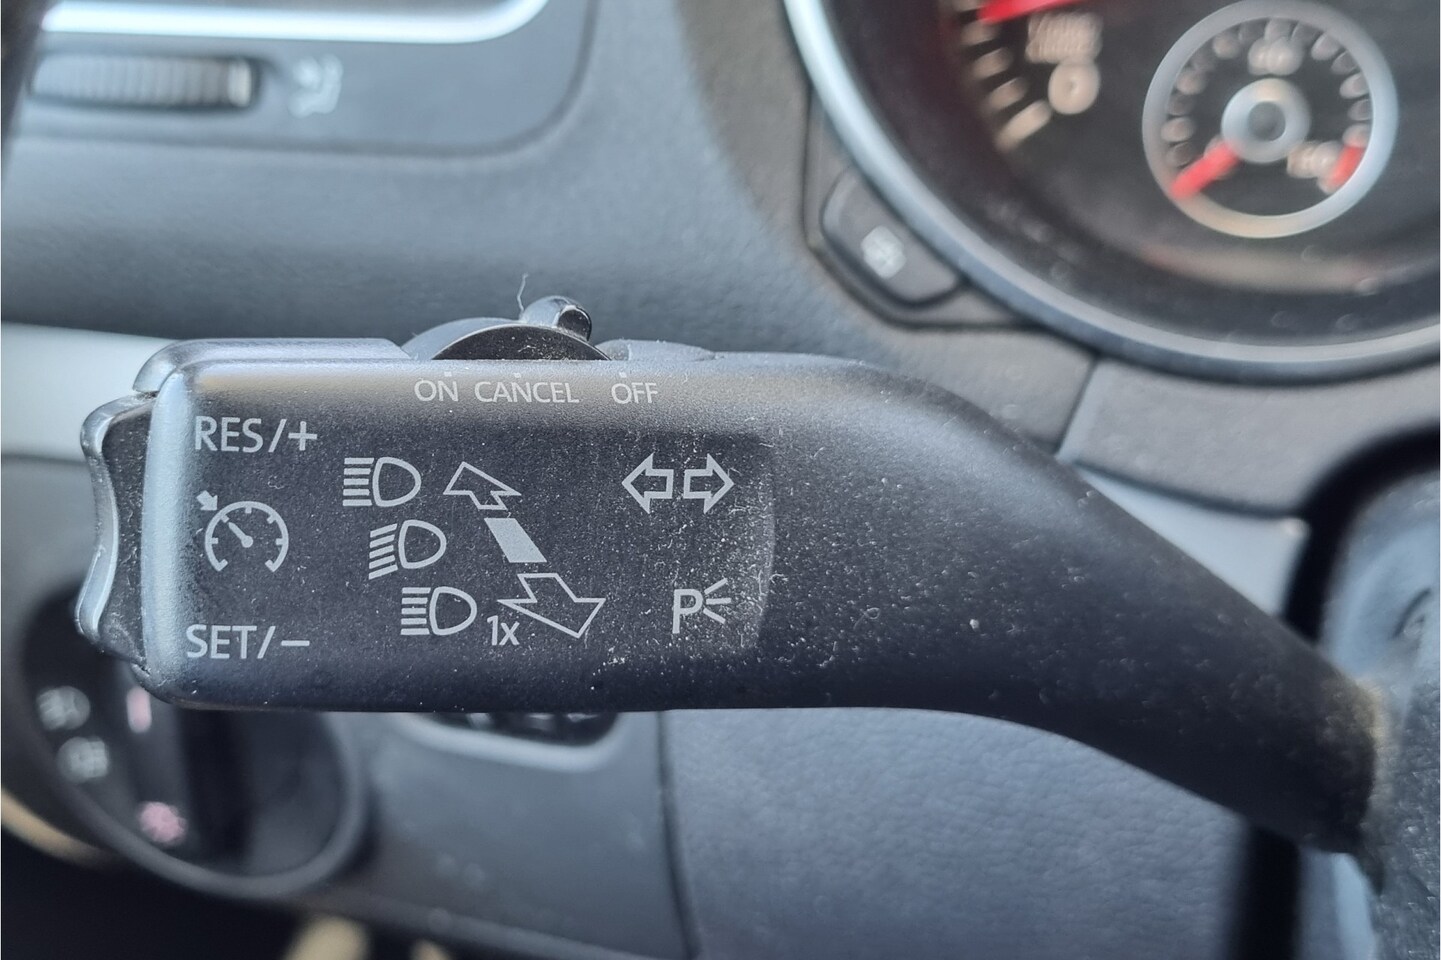 ON CANCEL OFF
RES/+
1x
P
SET/−